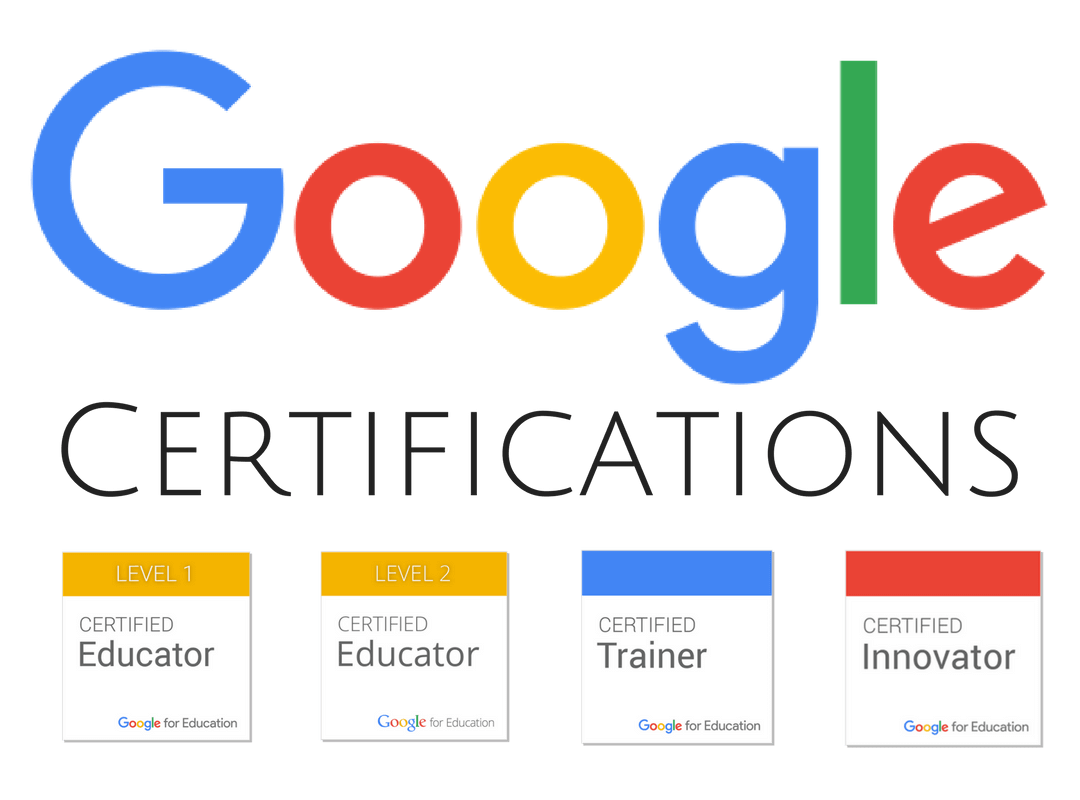 Google
CERTIFICATIONS
LEVEL 1
CERTIFIED
Educator
Google for Education
LEVEL 2
CERTIFIED
Educator
Google for Education
CERTIFIED
Trainer
Google for Education
CERTIFIED
Innovator
Google for Education